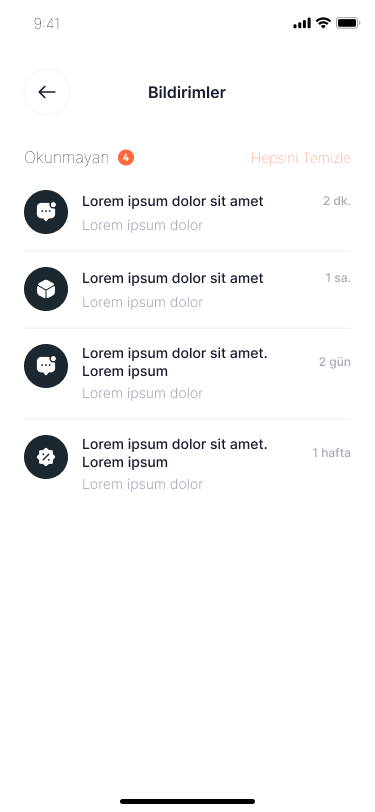 9:41
Bildirimler
Okunmayan 4
Hepsini Temizle
Lorem ipsum dolor sit amet
2 dk.
Lorem ipsum dolor
Lorem ipsum dolor sit amet
1 sa.
Lorem ipsum dolor
Lorem ipsum dolor sit amet.
Lorem ipsum
2 gün
Lorem ipsum dolor
Lorem ipsum dolor sit amet.
Lorem ipsum
1 hafta
Lorem ipsum dolor